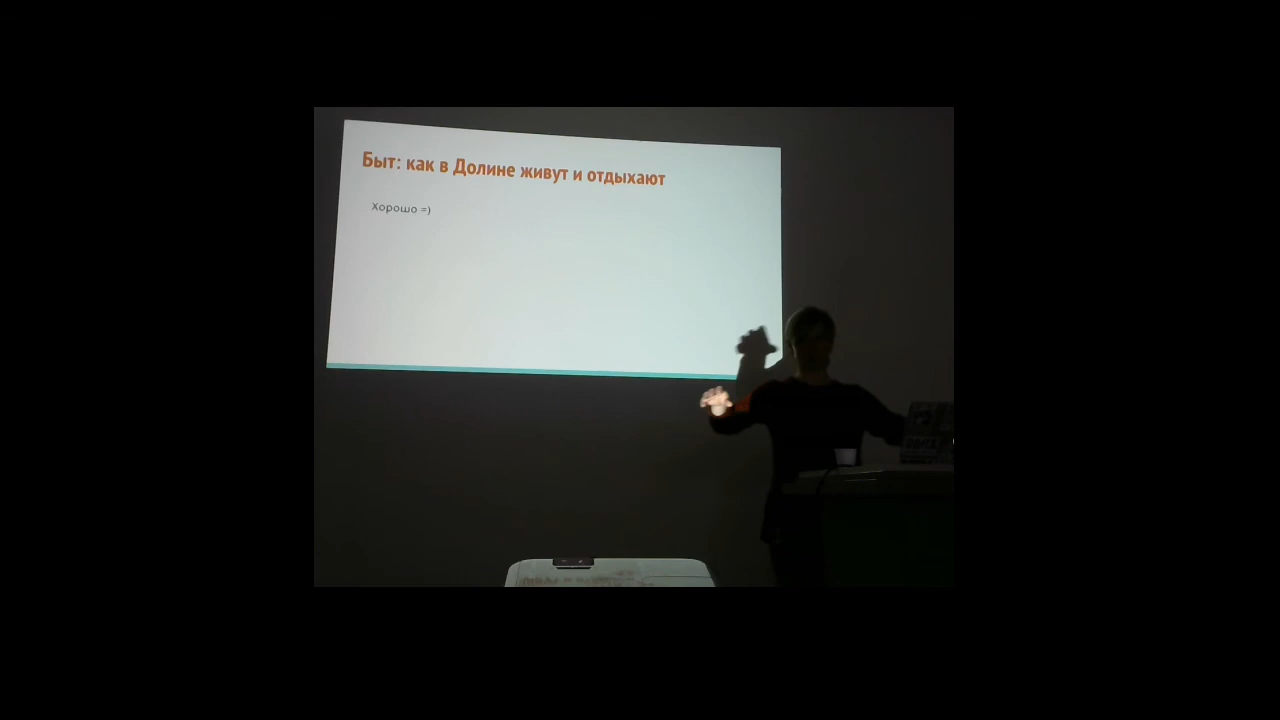 Быт: как в Долине живут и отдыхают
Хорошо =)